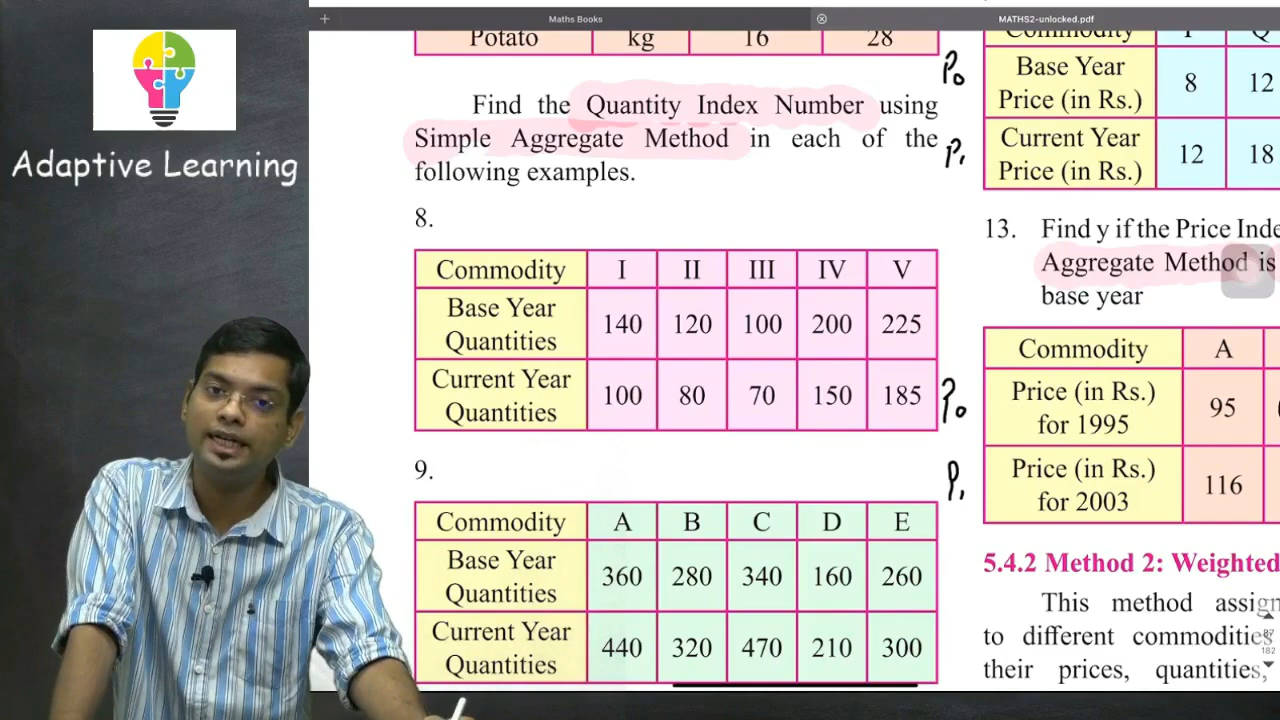 Maths Books
MATHS2-unlocked.pdf
Adaptive Learning
Potato kg 16 28
Find the Quantity Index Number using
Simple Aggregate Method in each of the
following examples.
8.
Commodity I II III IV V
Base Year
Quantities
140 120 100 200 225
Current Year
Quantities
100 80 70 150 185
9.
Commodity A B C D E
Base Year
Quantities
360 280 340 160 260
Current Year
Quantities
440 320 470 210 300
P₀
P₁
P₀
P₁
Commodity
Base Year
Price (in Rs.)
8 12
Current Year
Price (in Rs.)
12 18
13. Find y if the Price Inde
Aggregate Method is
base year
Commodity A
Price (in Rs.)
for 1995
95
Price (in Rs.)
for 2003
116
5.4.2 Method 2: Weighted
This method assig
to different commodities
their prices, quantities,
182